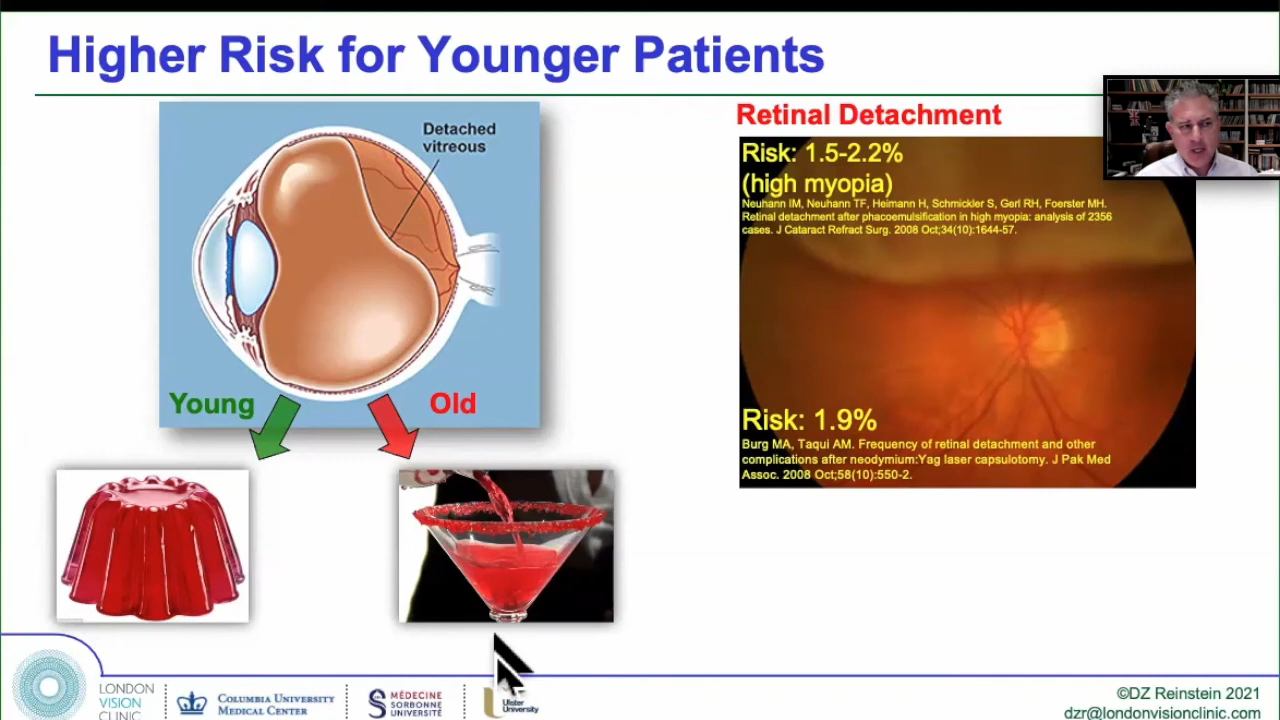 Higher Risk for Younger Patients
Detached
vitreous
Young
Old
Retinal Detachment
Risk: 1.5-2.2%
(high myopia)
Neuhann IM, Neuhann TF, Heimann H, Schmickler S, Gerl RH, Foerster MH.
Retinal detachment after phacoemulsification in high myopia: analysis of 2356
cases. J Cataract Refract Surg. 2008 Oct;34(10):1644-57.
Risk: 1.9%
Burg MA, Taqui AM. Frequency of retinal detachment and other
complications after neodymium:Yag laser capsulotomy. J Pak Med
Assoc. 2008 Oct;58(10):550-2.
LONDON
VISION
CLINIC
COLUMBIA UNIVERSITY
MEDICAL CENTER
S
MÉDECINE
SORBONNE
UNIVERSITÉ
Ulster
University
©DZ Reinstein 2021
dzr@londonvisionclinic.com